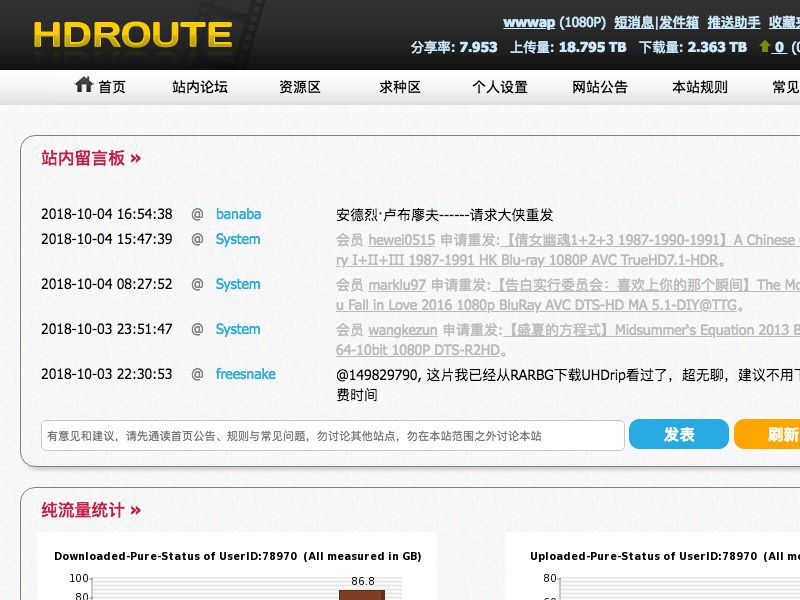 HDROUTE
wwwap (1080P) 短消息|发件箱 推送助手 收藏夹
分享率: 7.953 上传量: 18.795 TB 下载量: 2.363 TB 0 (0
首页 站内论坛 资源区 求种区 个人设置 网站公告 本站规则 常见
站内留言板 »
2018-10-04 16:54:38 @ banaba 安德烈·卢布廖夫------请求大侠重发
2018-10-04 15:47:39 @ System 会员 hewei0515 申请重发:【倩女幽魂1+2+3 1987-1990-1991】A Chinese
ry I+II+III 1987-1991 HK Blu-ray 1080P AVC TrueHD7.1-HDR。
2018-10-04 08:27:52 @ System 会员 marklu97 申请重发:【告白实行委员会：喜欢上你的那个瞬间】The Mo
u Fall in Love 2016 1080p BluRay AVC DTS-HD MA 5.1-DIY@TTG。
2018-10-03 23:51:47 @ System 会员 wangkezun 申请重发:【盛夏的方程式】Midsummer's Equation 2013 B
64-10bit 1080P DTS-R2HD。
2018-10-03 22:30:53 @ freesnake @149829790, 这片我已经从RARBG下载UHDrip看过了，超无聊，建议不用下
费时间
有意见和建议，请先通读首页公告、规则与常见问题，勿讨论其他站点，勿在本站范围之外讨论本站 发表 刷新
纯流量统计 »
Downloaded-Pure-Status of UserID:78970 (All measured in GB) Uploaded-Pure-Status of UserID:78970 (All me
100 86.8 80
80